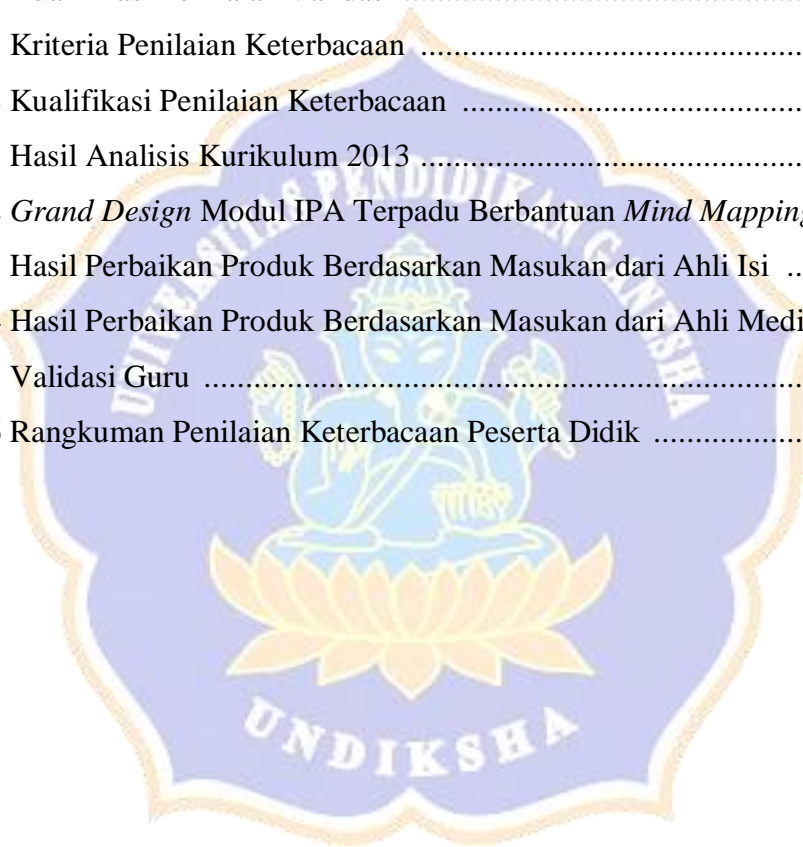 Kriteria Penilaian Keterbacaan ....................................................
Kualifikasi Penilaian Keterbacaan ..............................................
Hasil Analisis Kurikulum 2013 ....................................................
Grand Design Modul IPA Terpadu Berbantuan Mind Mapping
Hasil Perbaikan Produk Berdasarkan Masukan dari Ahli Isi ..
Hasil Perbaikan Produk Berdasarkan Masukan dari Ahli Medi
Validasi Guru ................................................................................
Rangkuman Penilaian Keterbacaan Peserta Didik ..................
PENDIDIKAN GANESHA
UNDIKSHA